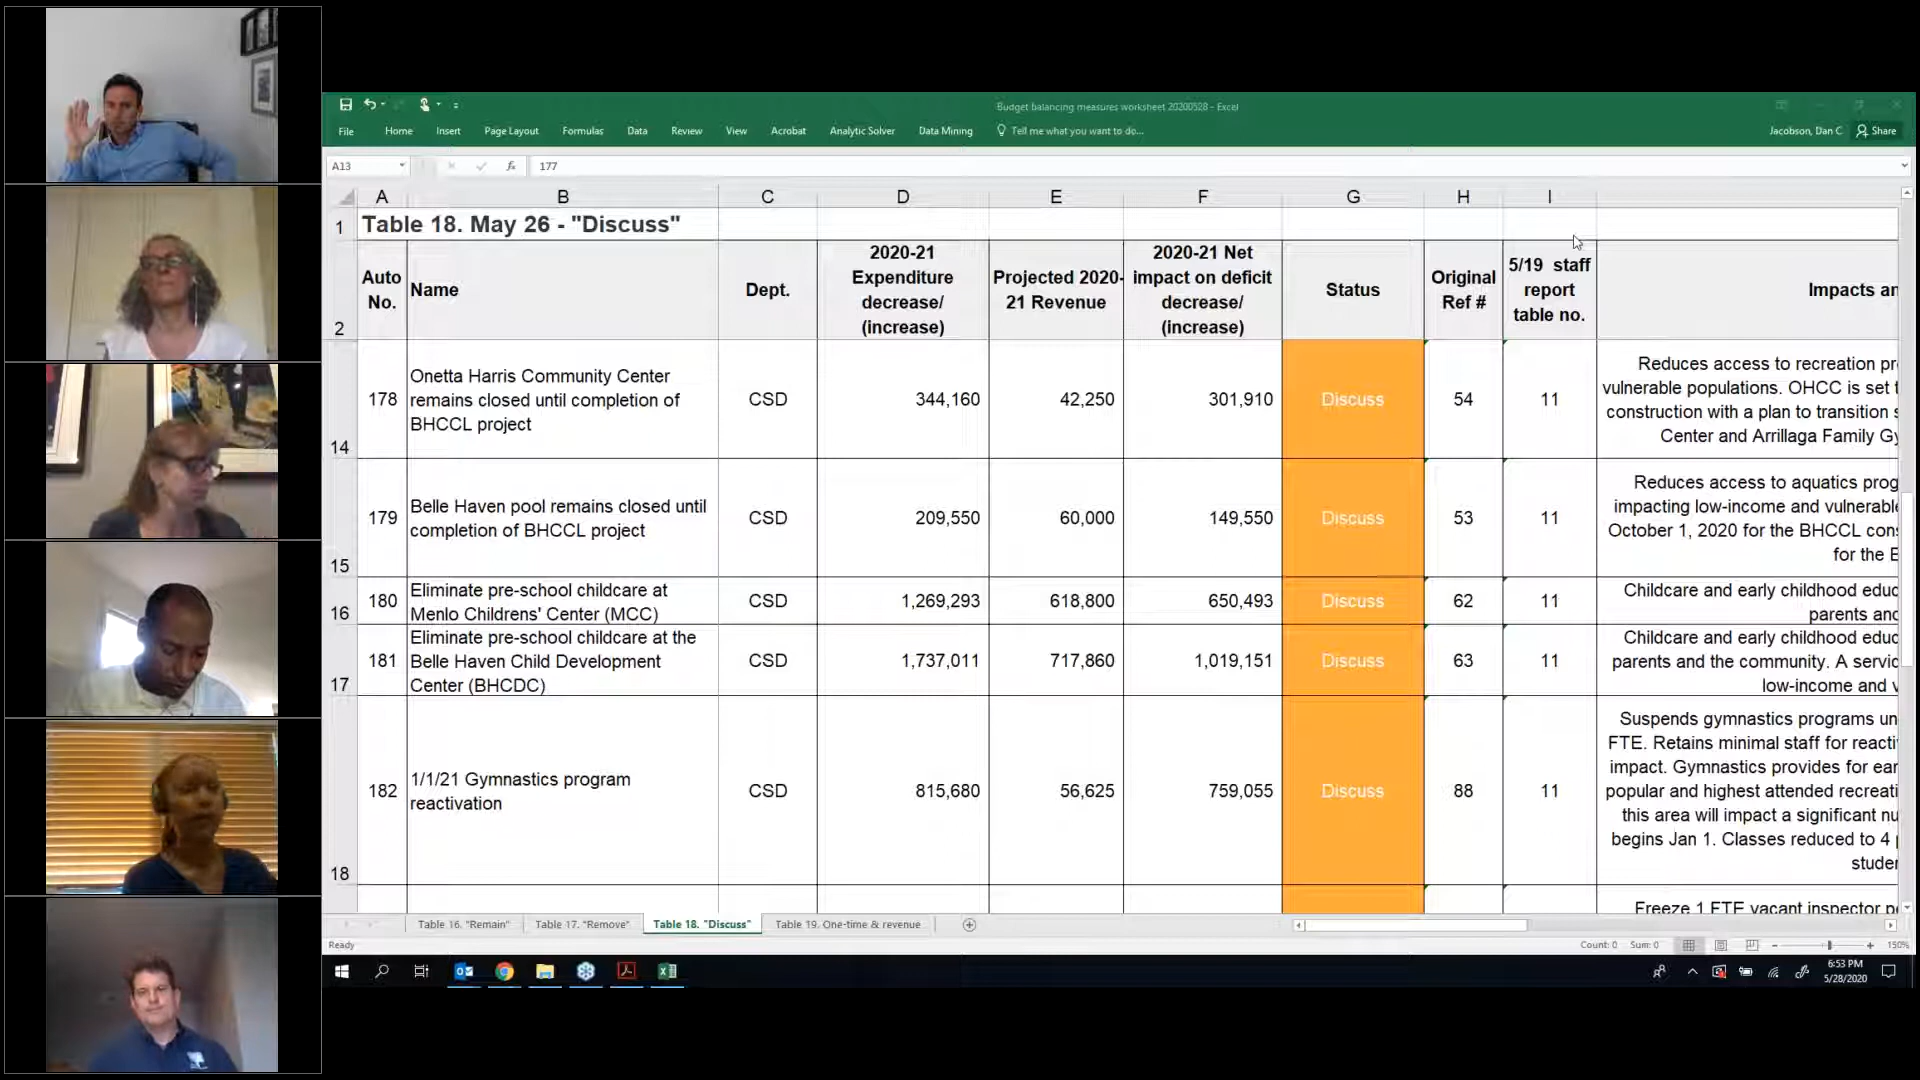 Budget balancing measures worksheet 20200528 - Excel
File Home Insert Page Layout Formulas Data Review View Acrobat Analytic Solver Data Mining Tell me what you want to do... Jacobson, Dan C Share
A13 fx 177
A B C D E F G H I
1 Table 18. May 26 - "Discuss"
2020-21 Expenditure decrease/ (increase)
2020-21 Net impact on deficit decrease/ (increase)
Auto No. Name Dept. Projected 2020-21 Revenue Status Original Ref # 5/19 staff report table no. Impacts an
2
178 Onetta Harris Community Center remains closed until completion of BHCCL project CSD 344,160 42,250 301,910 Discuss 54 11
Reduces access to recreation pr
vulnerable populations. OHCC is set t
construction with a plan to transition s
Center and Arrillaga Family Gy
14
179 Belle Haven pool remains closed until completion of BHCCL project CSD 209,550 60,000 149,550 Discuss 53 11
Reduces access to aquatics prog
impacting low-income and vulnerable
October 1, 2020 for the BHCCL cons
for the B
15
180 Eliminate pre-school childcare at Menlo Childrens' Center (MCC) CSD 1,269,293 618,800 650,493 Discuss 62 11
Childcare and early childhood educ
parents and
16
181 Eliminate pre-school childcare at the Belle Haven Child Development Center (BHCDC) CSD 1,737,011 717,860 1,019,151 Discuss 63 11
Childcare and early childhood educ
parents and the community. A servic
low-income and v
17
182 1/1/21 Gymnastics program reactivation CSD 815,680 56,625 759,055 Discuss 88 11
Suspends gymnastics programs un
FTE. Retains minimal staff for reacti
impact. Gymnastics provides for ear
popular and highest attended recreati
this area will impact a significant nu
begins Jan 1. Classes reduced to 4 p
studen
18
Freeze 1 FTE vacant inspector po
Table 16. "Remain" Table 17. "Remove" Table 18. "Discuss" Table 19. One-time & revenue
Ready Count: 0 Sum: 0 150%
6:53 PM
5/28/2020